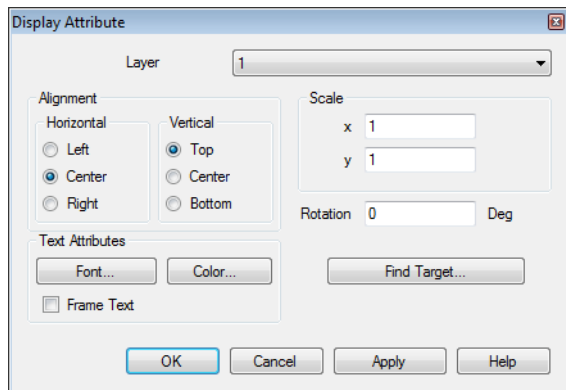 Display Attribute
Layer 1
Alignment
Horizontal
Left
Center
Right
Vertical
Top
Center
Bottom
Scale
x 1
y 1
Rotation 0 Deg
Text Attributes
Font... Color...
Frame Text
Find Target...
OK Cancel Apply Help